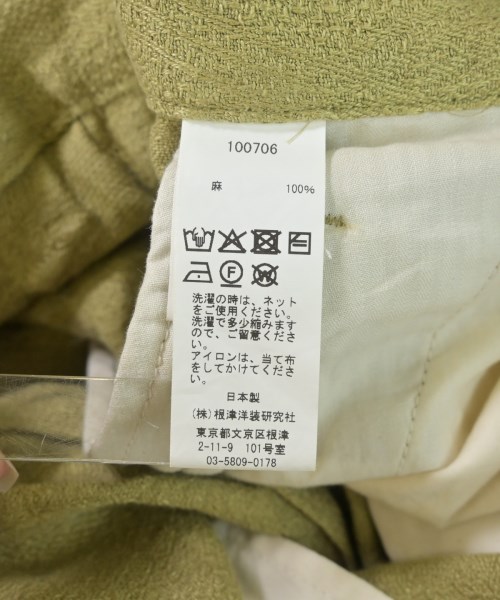 100706
麻 100%
洗濯の時は、ネット
をご使用ください。
洗濯で多少縮みます
ので、ご留意くださ
い。
アイロンは、当て布
をしてかけてくださ
い。
日本製
(株)根津洋装研究社
東京都文京区根津
2-11-9 101号室
03-5809-0178